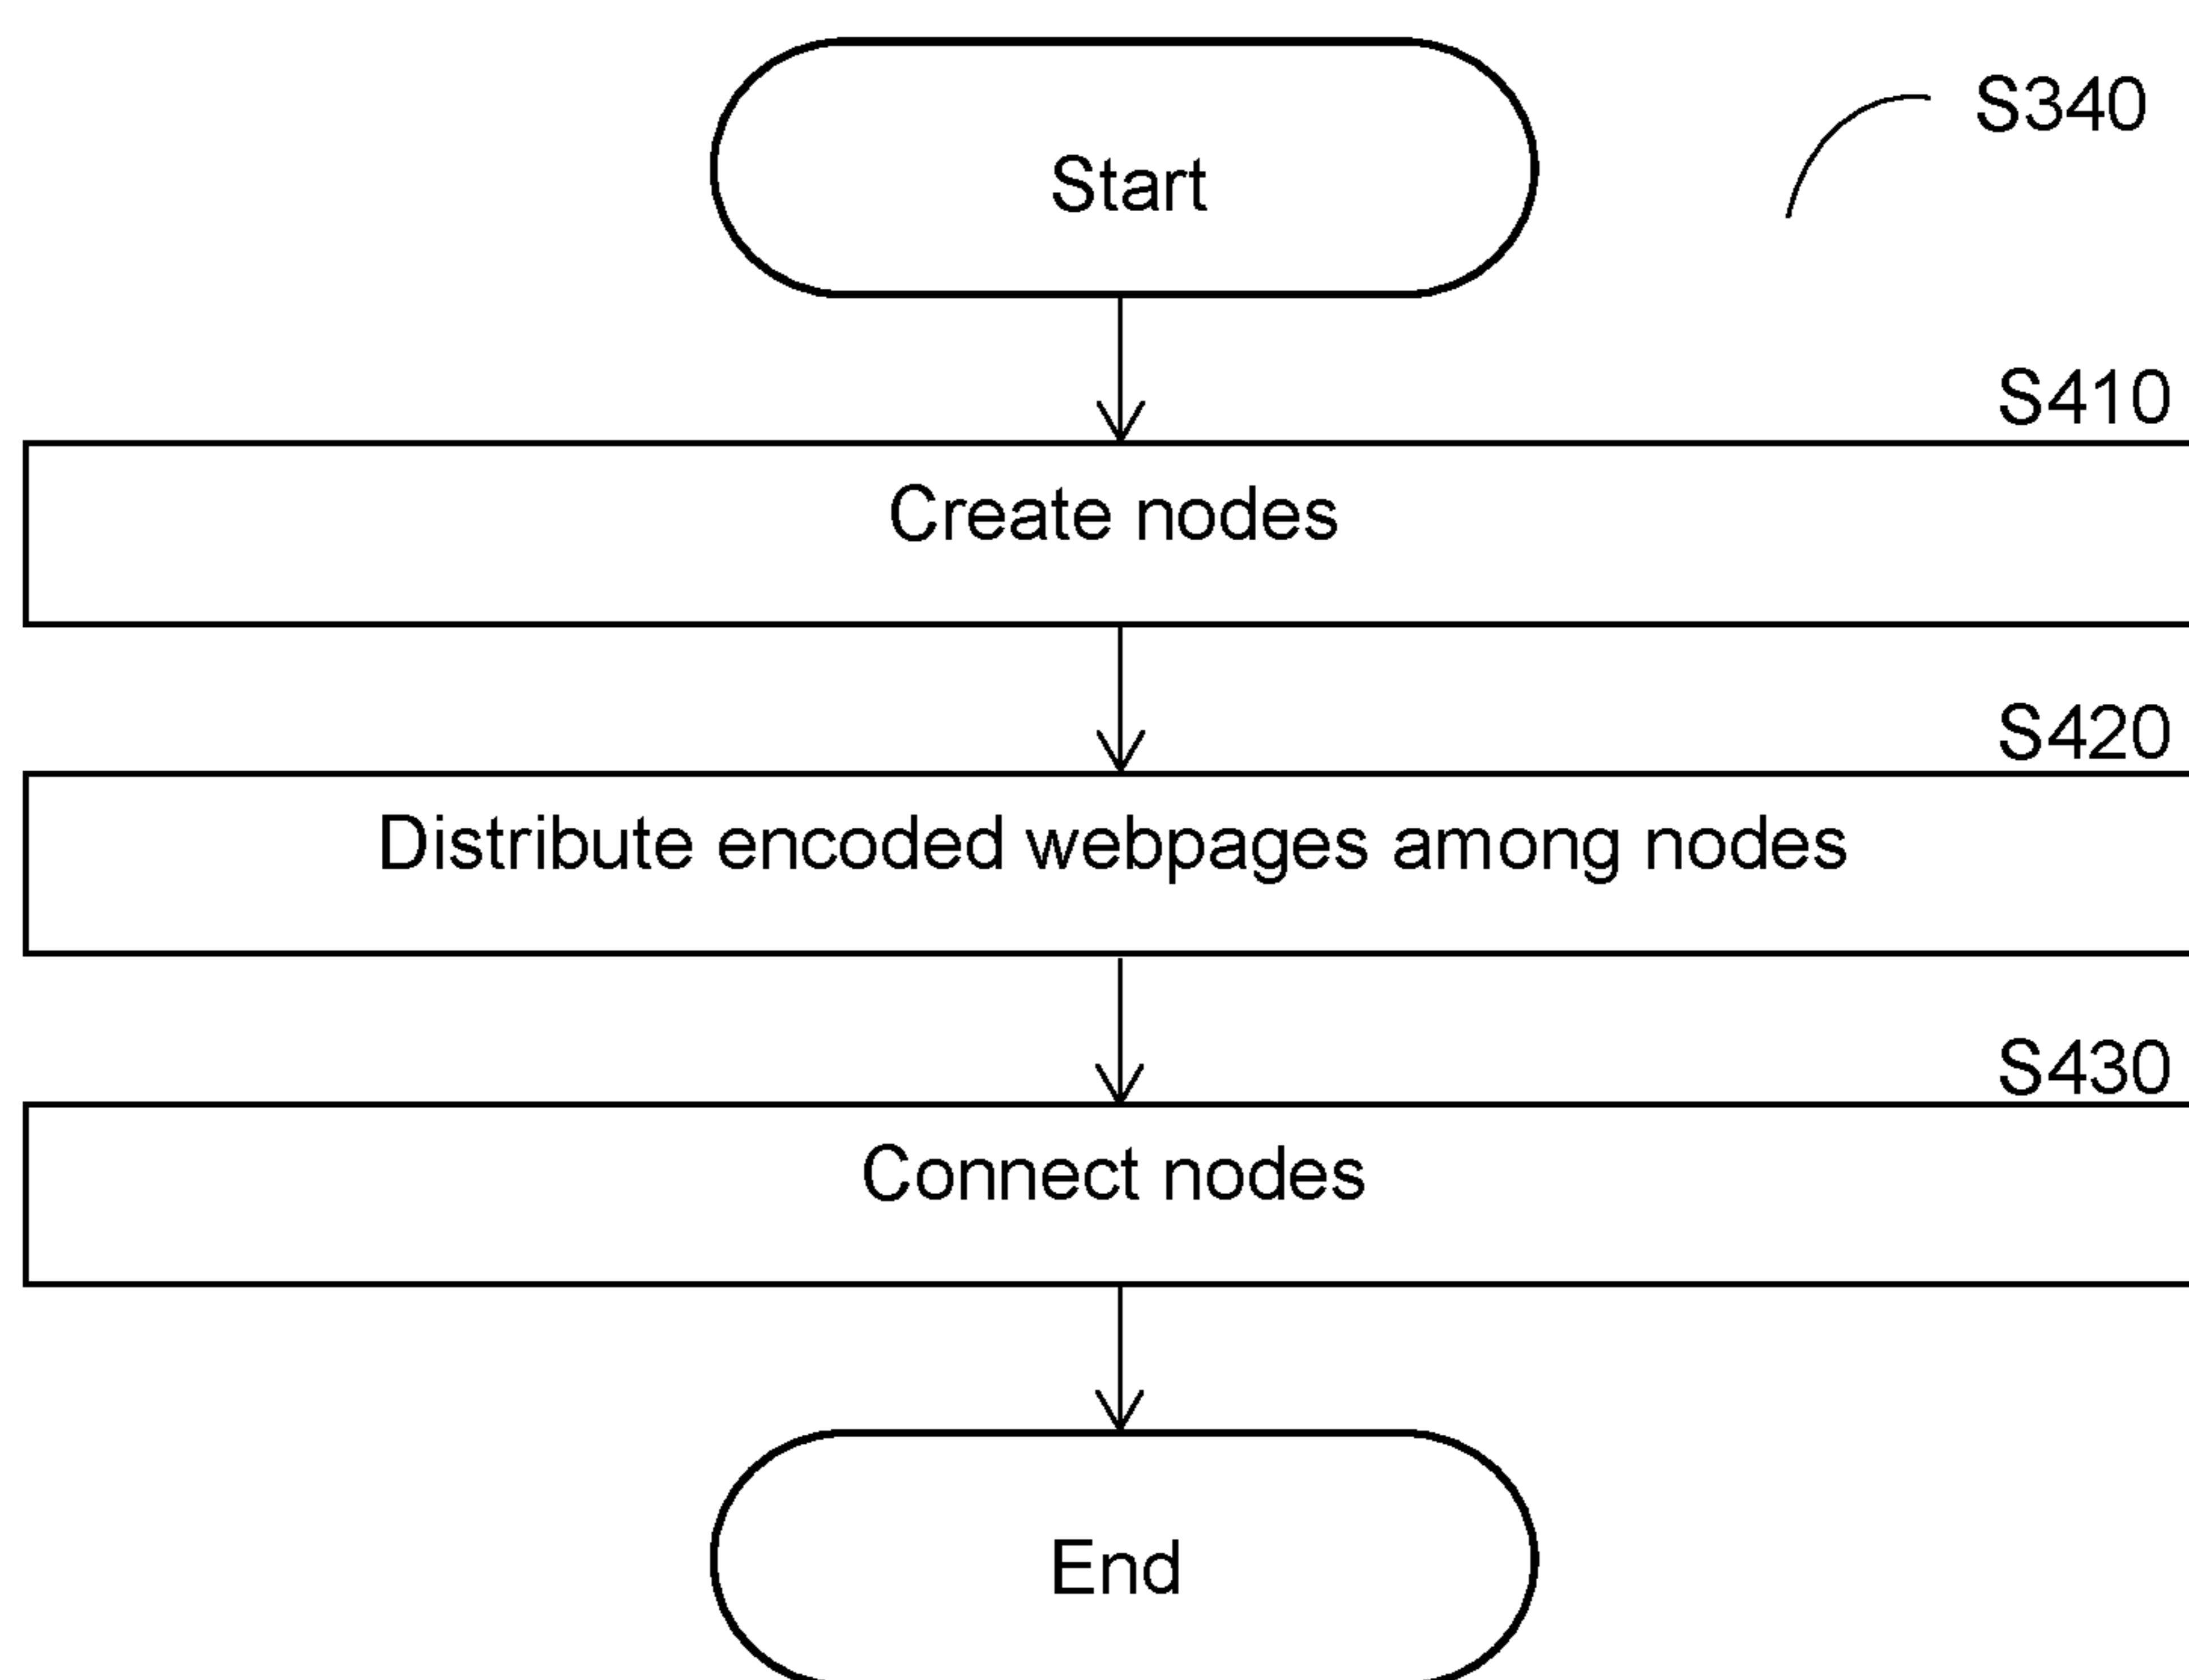 S340
Start
S410
Create nodes
S420
Distribute encoded webpages among nodes
S430
Connect nodes
End